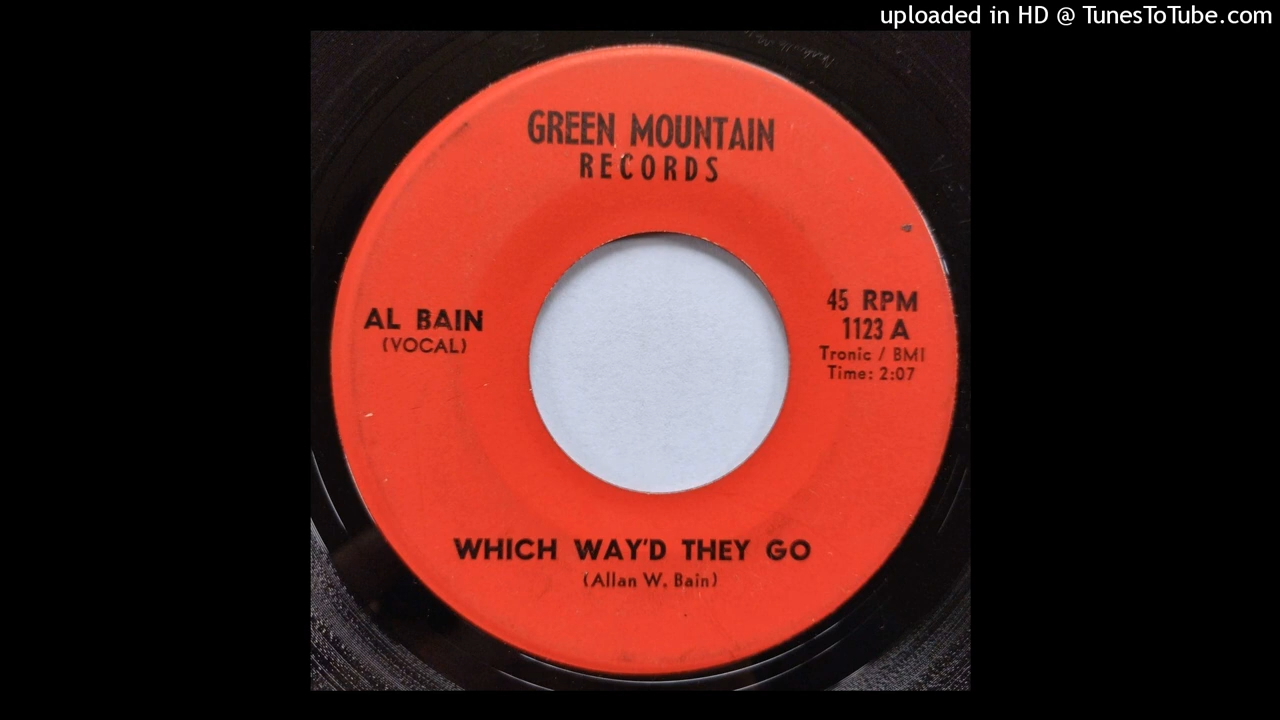 uploaded in HD @ TunesToTube.com
GREEN MOUNTAIN
RECORDS
AL BAIN
(VOCAL)
45 RPM
1123 A
Tronic / BMI
Time: 2:07
WHICH WAY'D THEY GO
(Allan W. Bain)